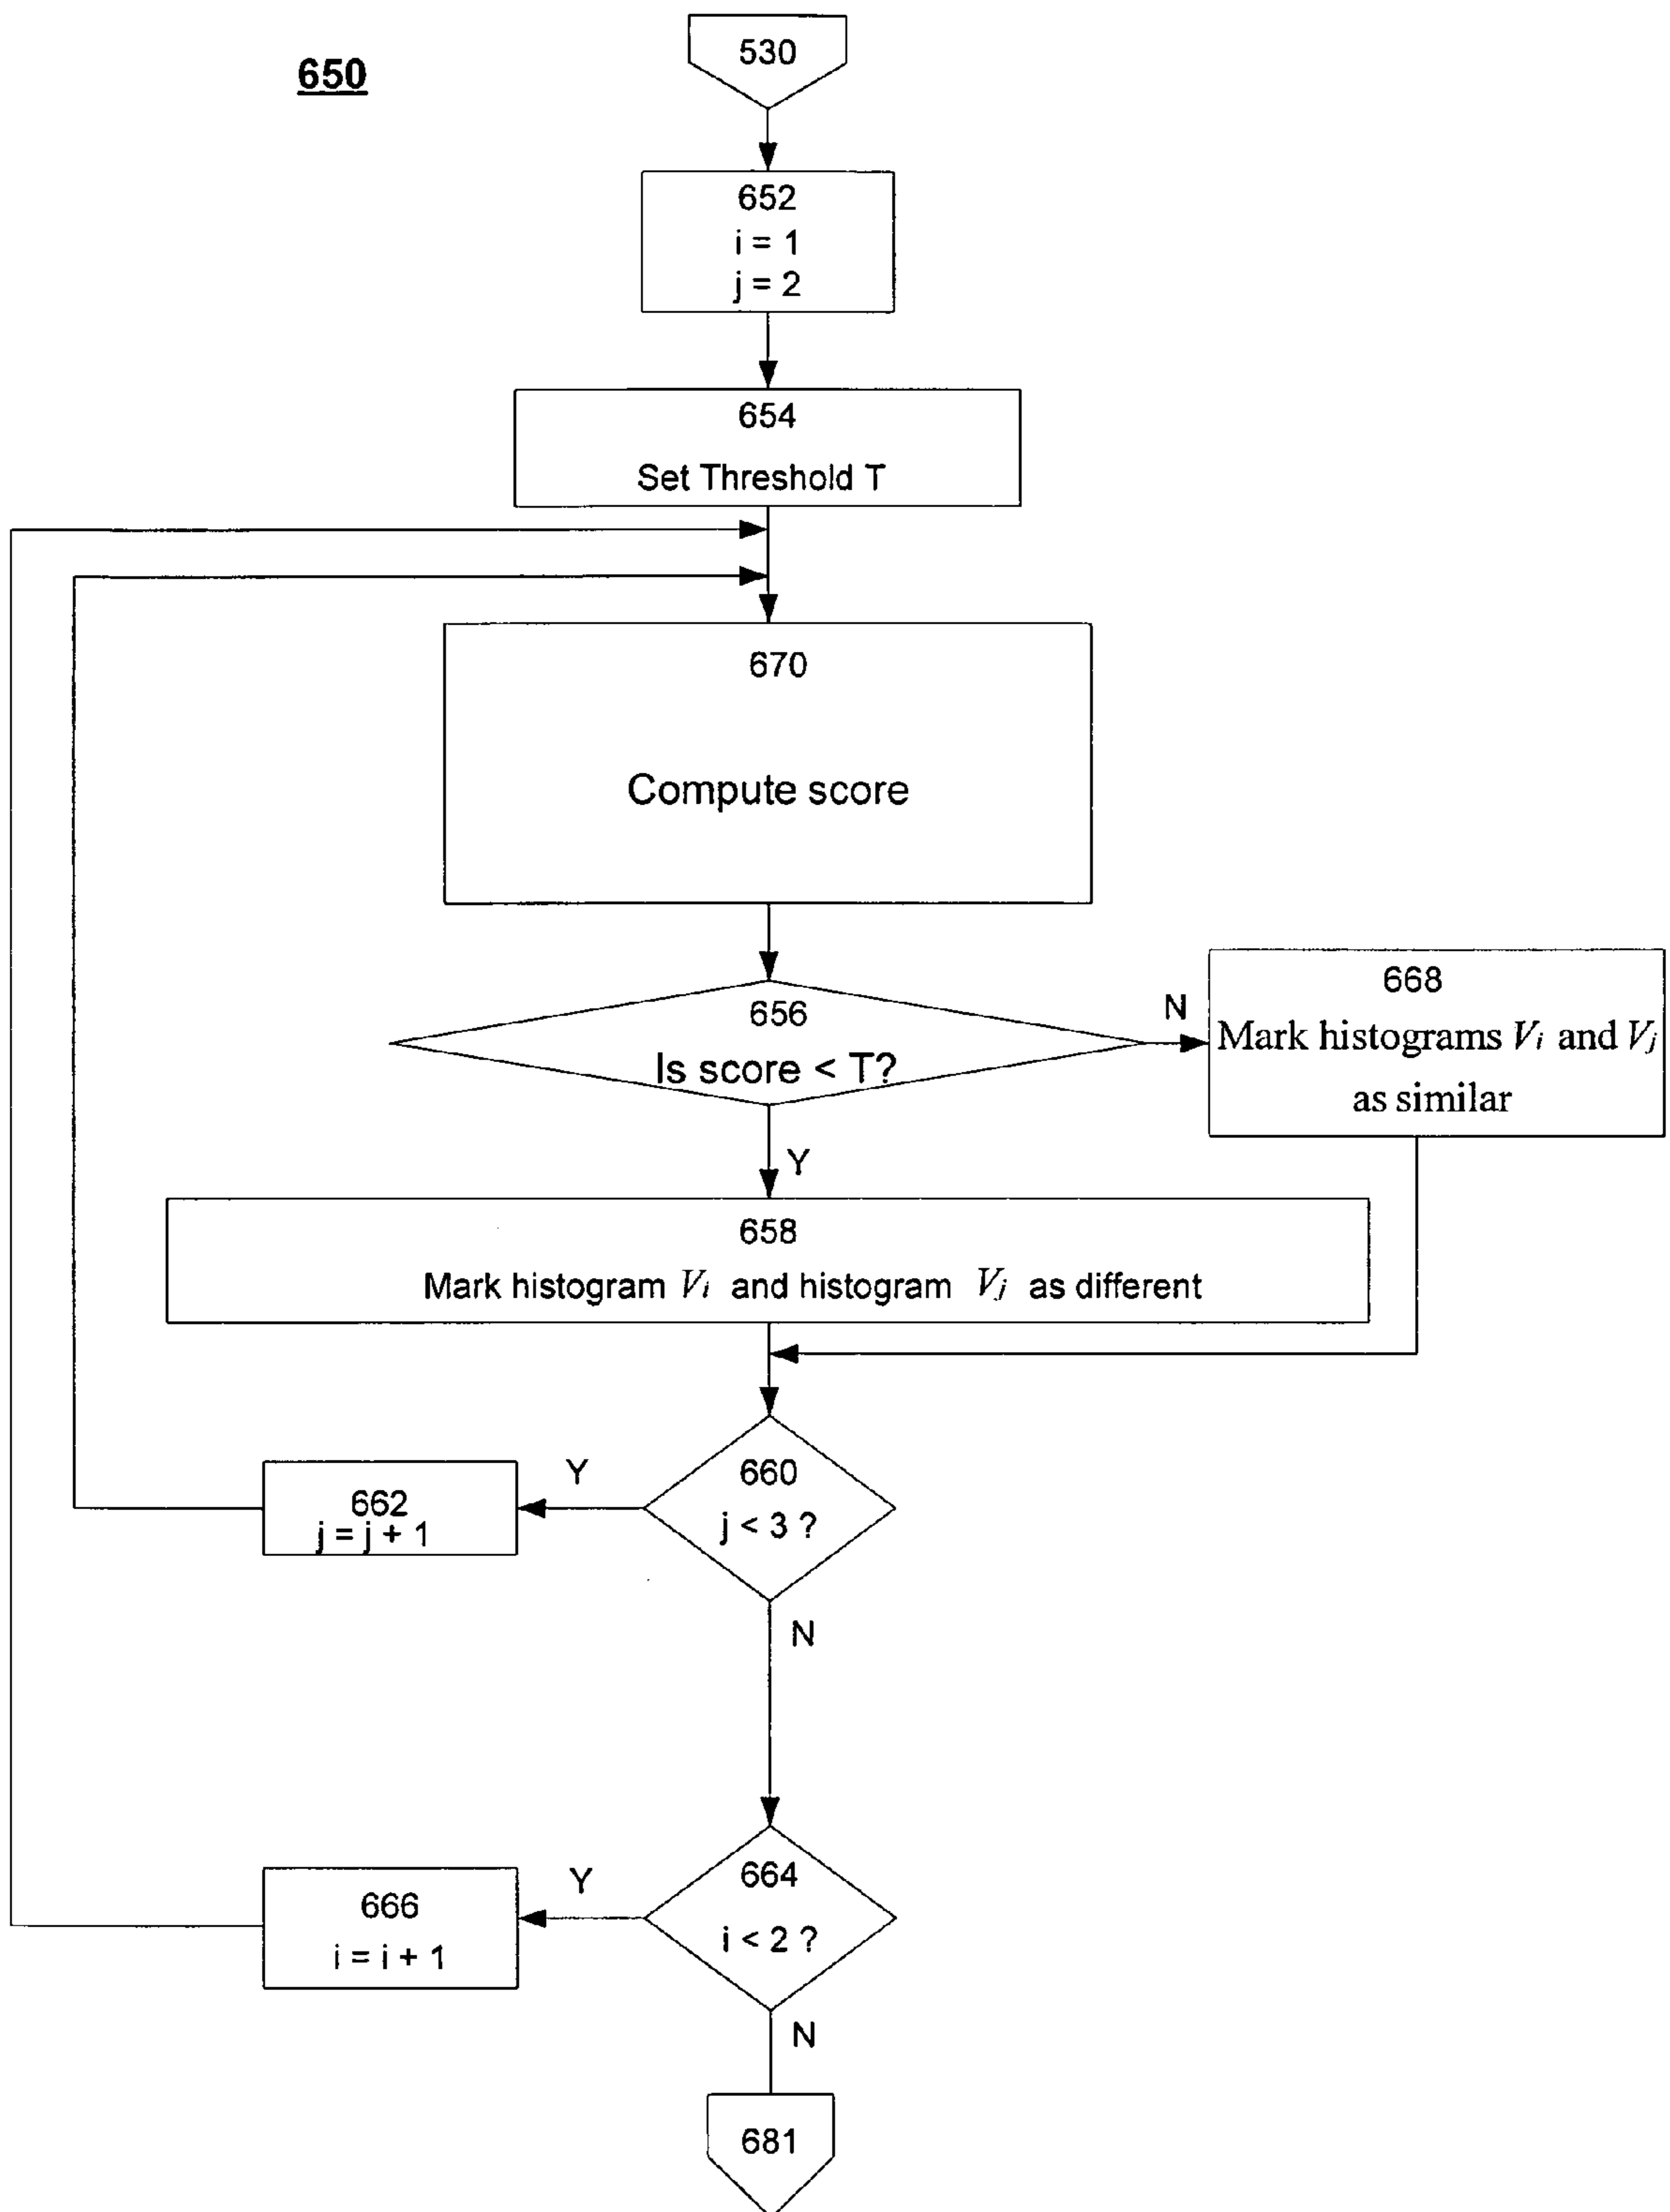 650
530
652
i = 1
j = 2
654
Set Threshold T
670
Compute score
656
Is score < T?
N
668
Mark histograms Vi and Vj
as similar
Y
658
Mark histogram Vi and histogram Vj as different
660
j < 3 ?
Y
662
j = j + 1
N
664
i < 2 ?
Y
666
i = i + 1
N
681